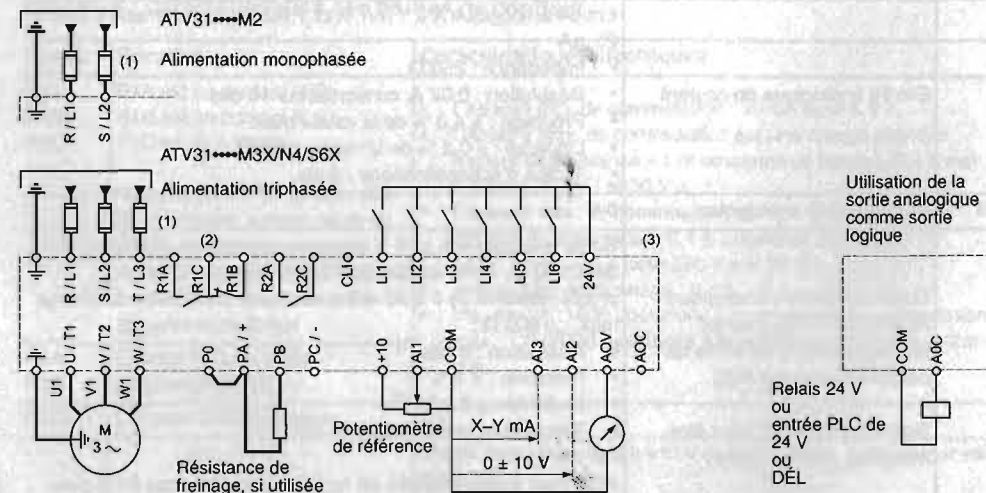 ATV31••••M2
(1)
Alimentation monophasée
R / L1
S / L2
ATV31••••M3X/N4/S6X
Alimentation triphasée
(1)
(2)
(3)
R / L1
S / L2
T / L3
R1A
R1C
R1B
R2A
R2C
CLI
LI1
LI2
LI3
LI4
LI5
LI6
24V
U / T1
V / T2
W / T3
P0
PA / +
PB
PC / -
+10
AI1
COM
AI3
AI2
AOV
AOC
U1
V1
W1
M
3 ~
Résistance de
freinage, si utilisée
Potentiomètre
de référence
X–Y mA
0 ± 10 V
Utilisation de la
sortie analogique
comme sortie
logique
COM
A0C
Relais 24 V
ou
entrée PLC de
24 V
ou
DÉL